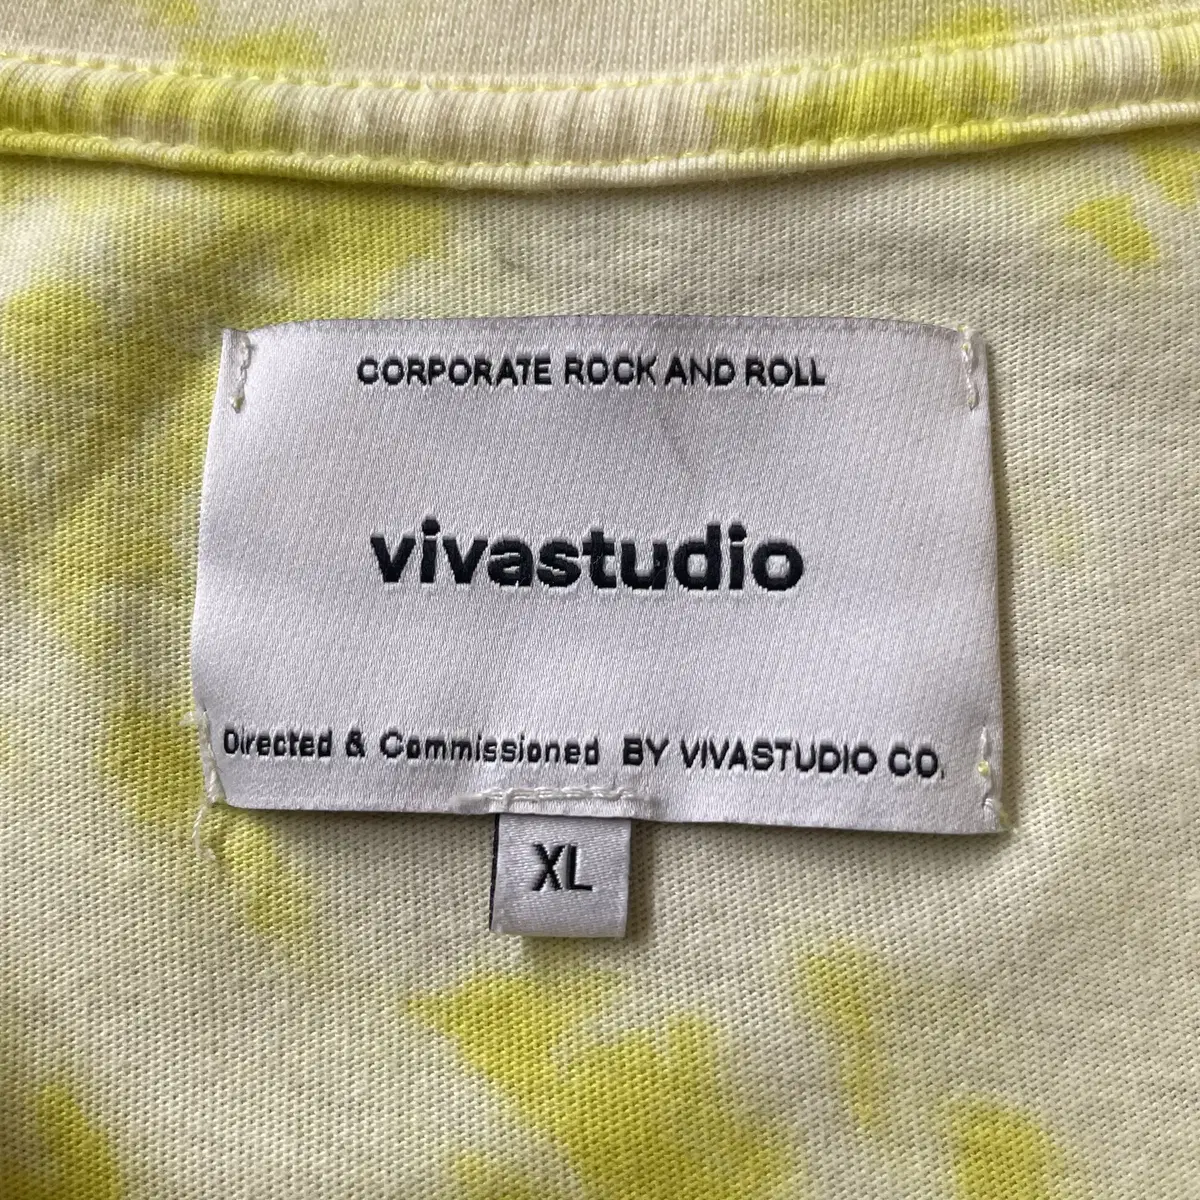 CORPORATE ROCK AND ROLL
vivastudio
Directed & Commissioned BY VIVASTUDIO CO.
XL